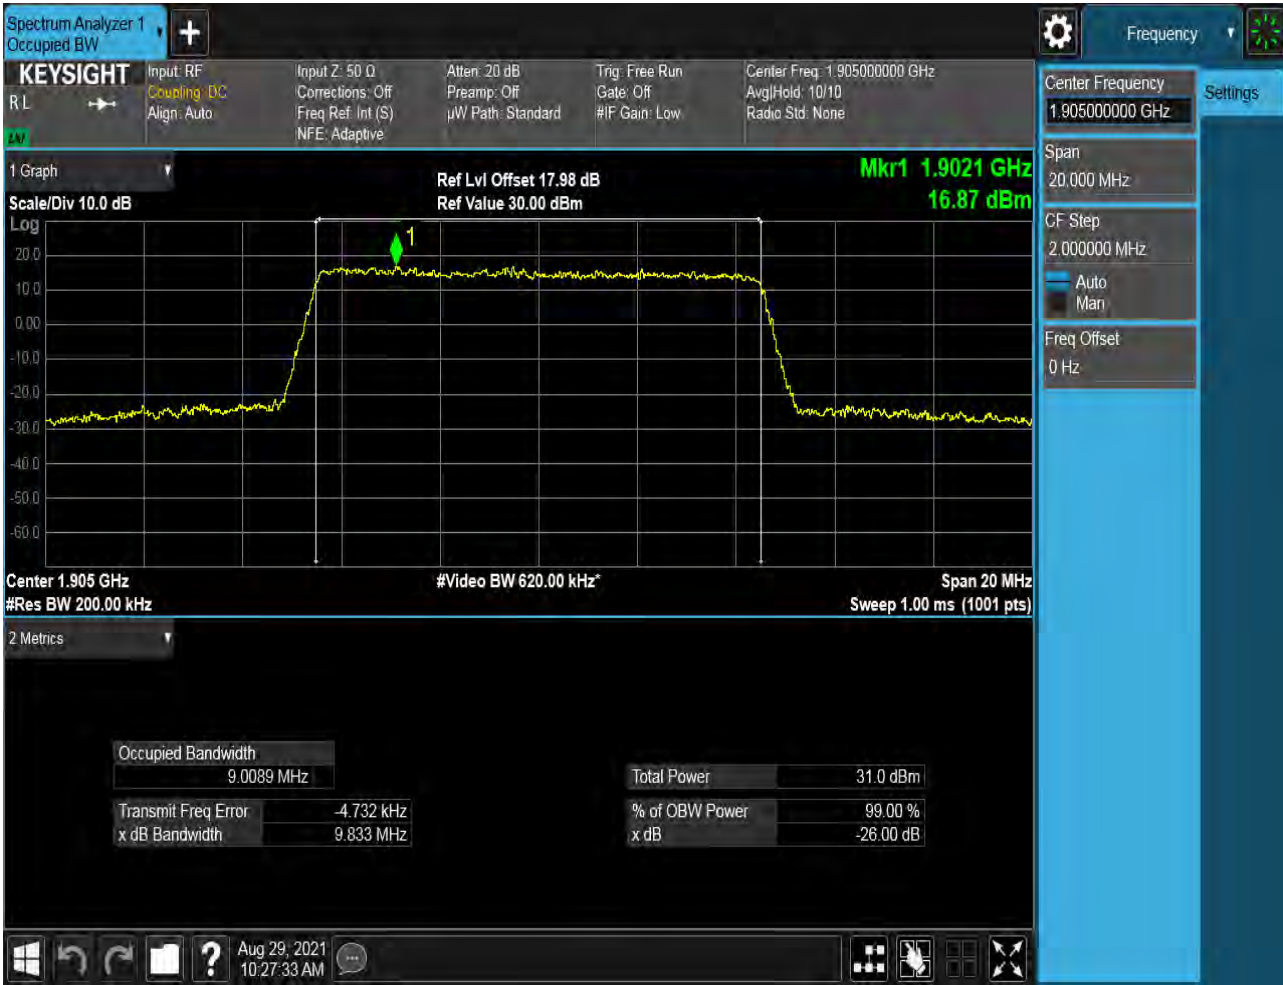 Spectrum Analyzer 1
Occupied BW
Frequency
KEYSIGHT
R L
Input: RF
Coupling: DC
Align: Auto
Input Z: 50 Ω
Corrections: Off
Freq Ref: Int (S)
NFE: Adaptive
Atten: 20 dB
Preamp: Off
µW Path: Standard
Trig: Free Run
Gate: Off
#IF Gain: Low
Center Freq: 1.905000000 GHz
Avg|Hold: 10/10
Radio Std: None
Center Frequency
1.905000000 GHz
Settings
Span
20.000 MHz
CF Step
2.000000 MHz
Auto
Man
Freq Offset
0 Hz
1 Graph
Scale/Div 10.0 dB
Ref Lvl Offset 17.98 dB
Ref Value 30.00 dBm
Mkr1 1.9021 GHz
16.87 dBm
Log
1
20.0
10.0
0.00
-10.0
-20.0
-30.0
-40.0
-50.0
-60.0
Center 1.905 GHz
#Video BW 620.00 kHz*
Span 20 MHz
#Res BW 200.00 kHz
Sweep 1.00 ms (1001 pts)
2 Metrics
Occupied Bandwidth
9.0089 MHz
Total Power 31.0 dBm
Transmit Freq Error -4.732 kHz
% of OBW Power 99.00 %
x dB Bandwidth 9.833 MHz
x dB -26.00 dB
Aug 29, 2021
10:27:33 AM